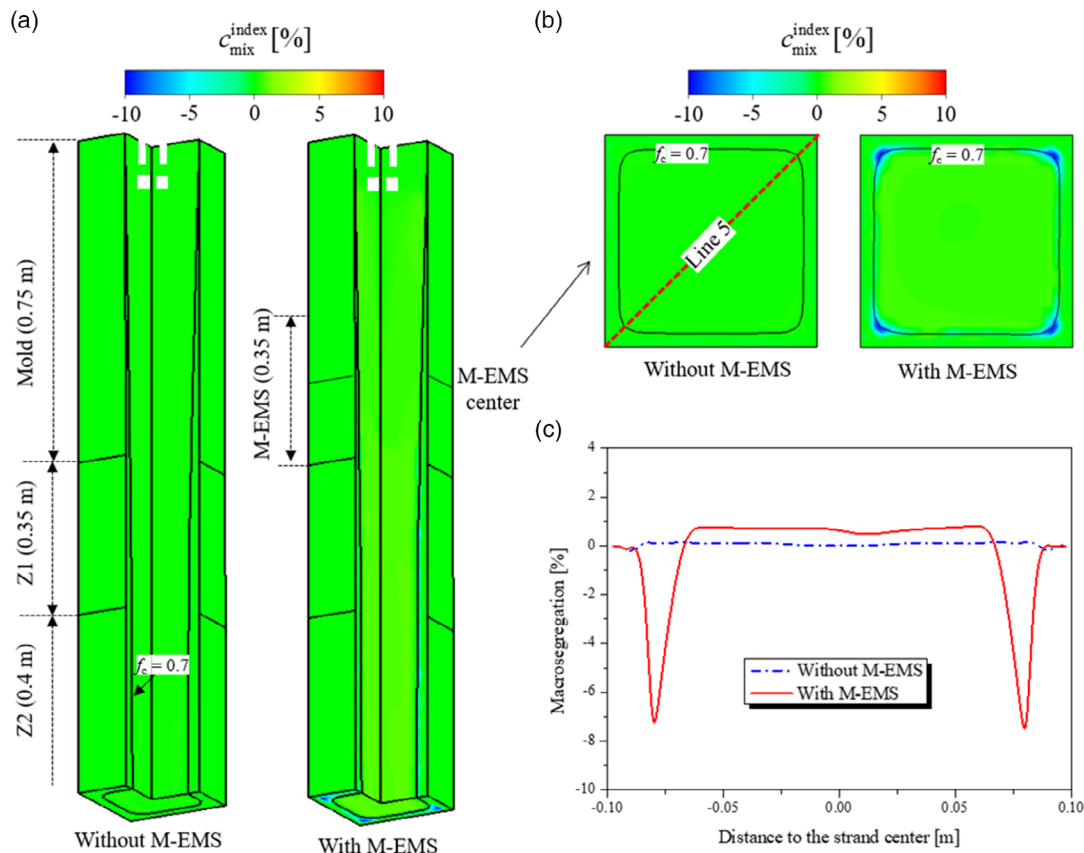 (a)
c_mix^index [%]
-10 -5 0 5 10
Mold (0.75 m)
Z1 (0.35 m)
Z2 (0.4 m)
f_c = 0.7
M-EMS (0.35 m)
M-EMS
center
Without M-EMS
With M-EMS
(b)
c_mix^index [%]
-10 -5 0 5 10
f_c = 0.7
Line 5
f_c = 0.7
Without M-EMS
With M-EMS
(c)
Macrosegregation [%]
4
2
0
-2
-4
-6
-8
-10
Without M-EMS
With M-EMS
-0.10 -0.05 0.00 0.05 0.10
Distance to the strand center [m]